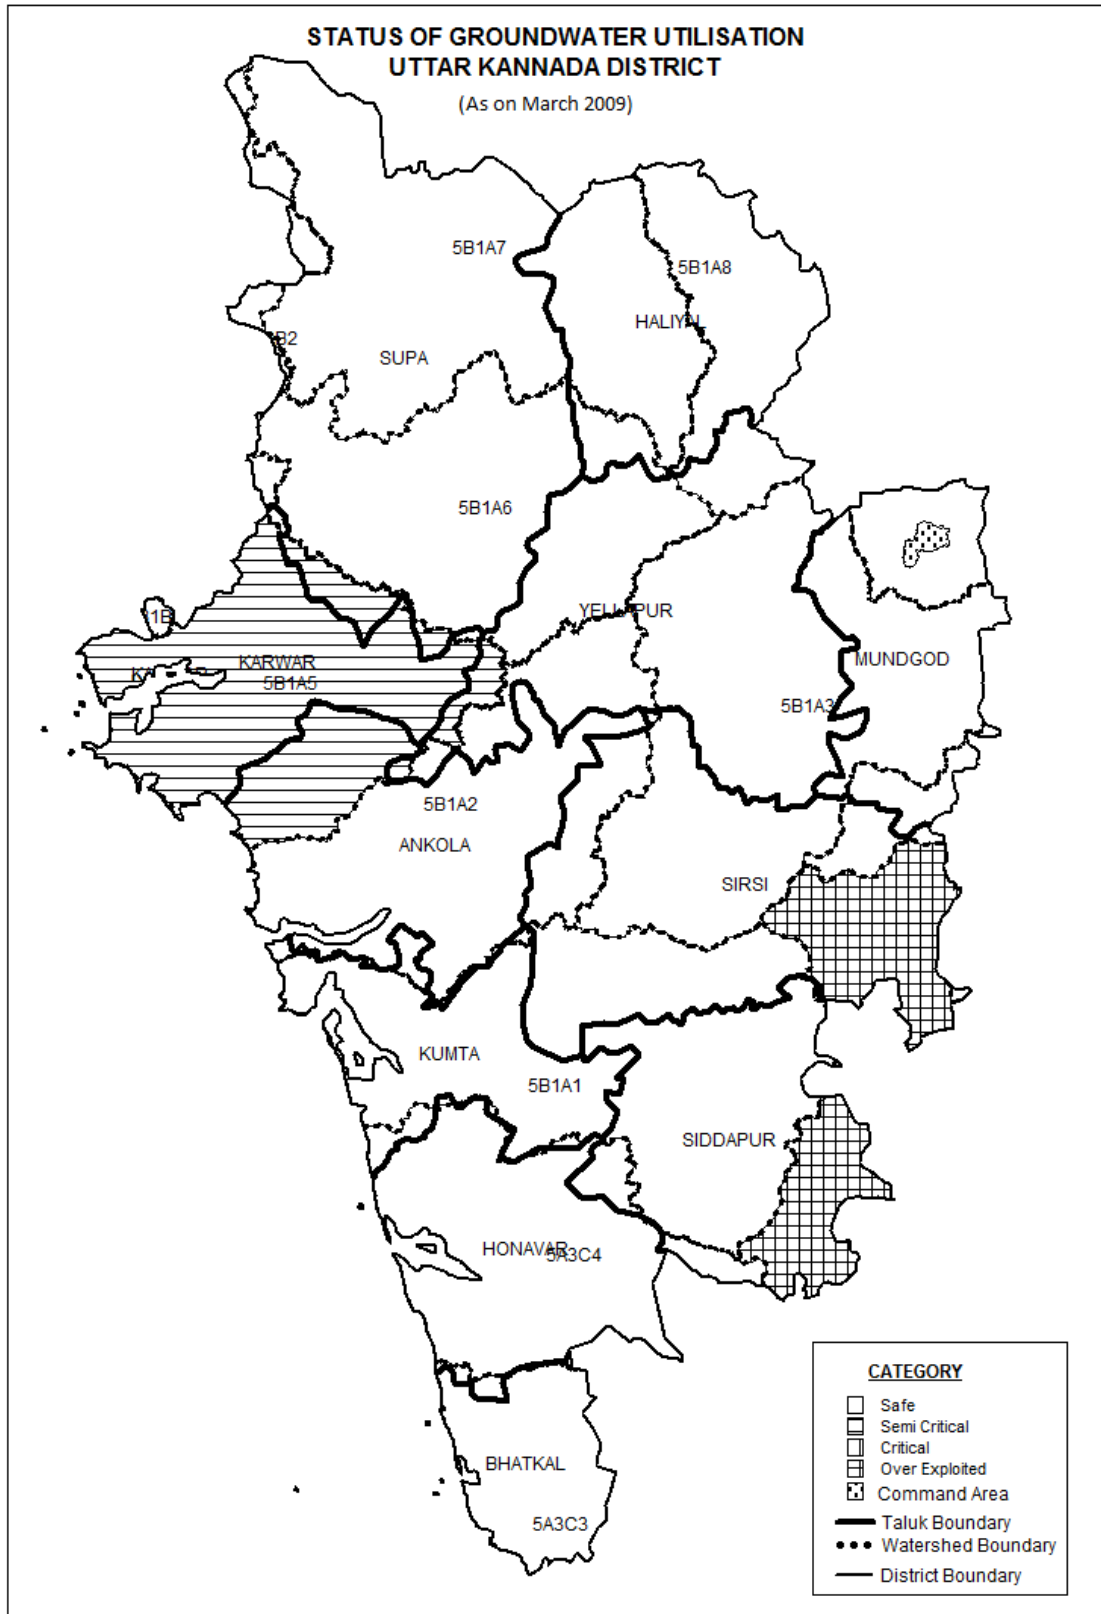 STATUS OF GROUNDWATER UTILISATION
UTTAR KANNADA DISTRICT
(As on March 2009)
5B1A7
5B1A8
HALIYAL
B2
SUPA
5B1A6
YELLAPUR
KARWAR
5B1A5
MUNDGOD
5B1A3
5B1A2
ANKOLA
SIRSI
KUMTA
5B1A1
SIDDAPUR
HONAVAR
5A3C4
BHATKAL
5A3C3
CATEGORY
Safe
Semi Critical
Critical
Over Exploited
Command Area
Taluk Boundary
Watershed Boundary
District Boundary